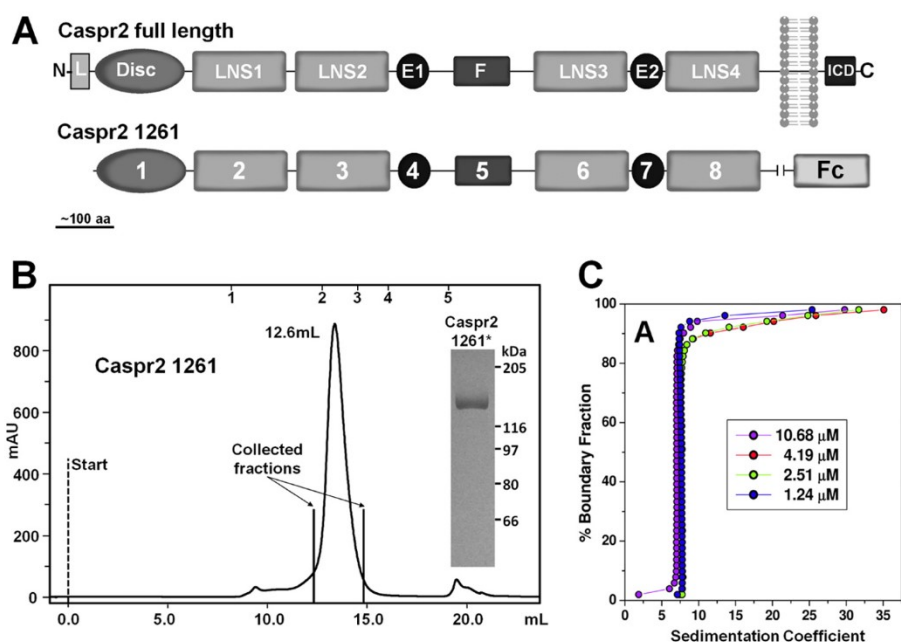 A
Caspr2 full length
N L Disc LNS1 LNS2 E1 F LNS3 E2 LNS4 ICD C
Caspr2 1261
1 2 3 4 5 6 7 8 Fc
~100 aa
B
1 2 3 4 5
12.6mL
Caspr2 1261
Caspr2
1261*
kDa
205
116
97
80
66
Collected
fractions
Start
mAU
800
600
400
200
0
0.0 5.0 10.0 15.0 20.0 mL
C
A
% Boundary Fraction
100
80
60
40
20
0
10.68 μM
4.19 μM
2.51 μM
1.24 μM
0 5 10 15 20 25 30 35
Sedimentation Coefficient